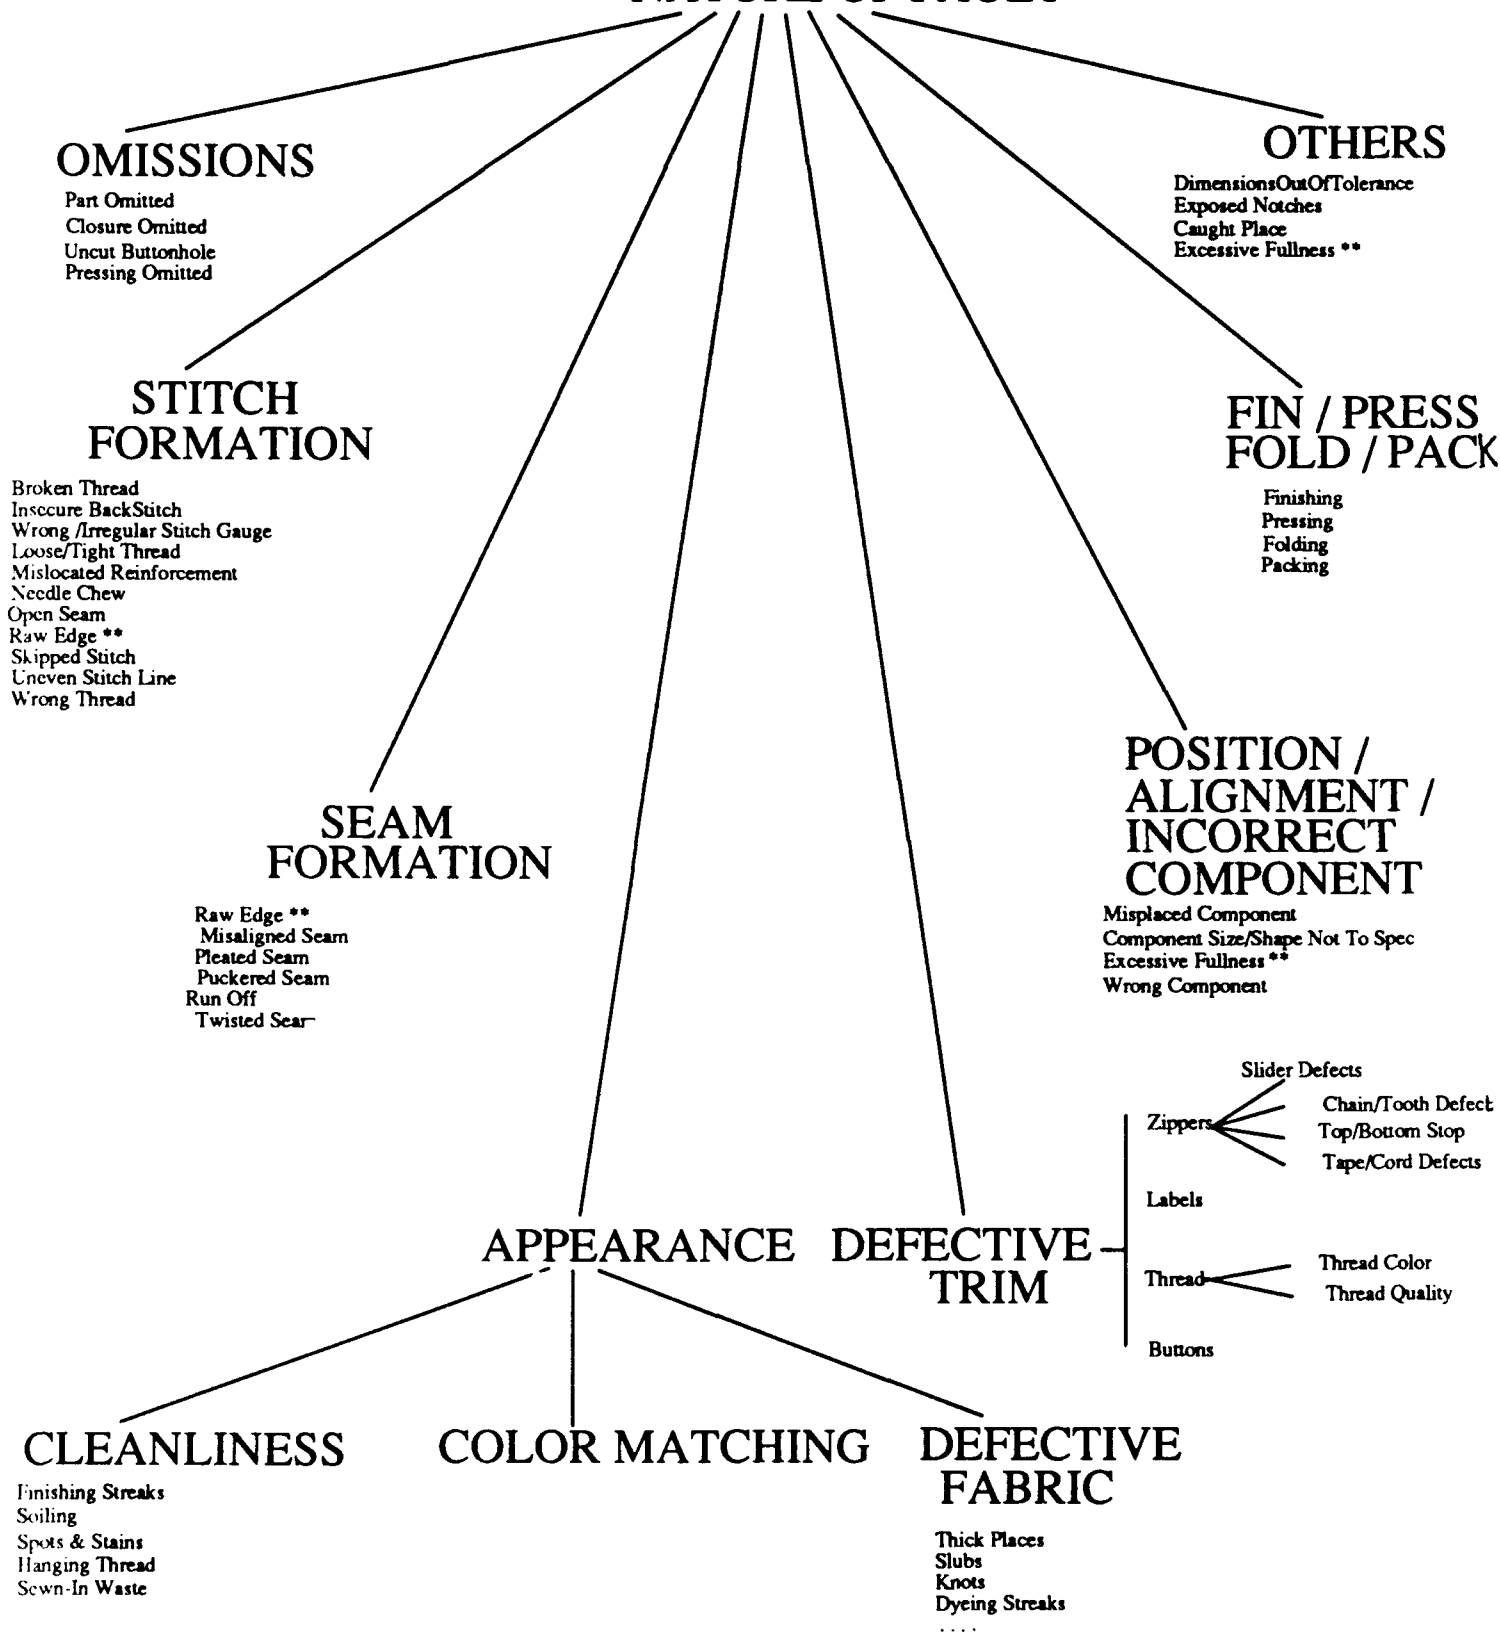 OMISSIONS
Part Omitted
Closure Omitted
Uncut Buttonhole
Pressing Omitted
OTHERS
DimensionsOutOfTolerance
Exposed Notches
Caught Place
Excessive Fullness **
STITCH
FORMATION
Broken Thread
Insecure BackStitch
Wrong /Irregular Stitch Gauge
Loose/Tight Thread
Mislocated Reinforcement
Needle Chew
Open Seam
Raw Edge **
Skipped Stitch
Uneven Stitch Line
Wrong Thread
FIN / PRESS
FOLD / PACK
Finishing
Pressing
Folding
Packing
SEAM
FORMATION
Raw Edge **
Misaligned Seam
Pleated Seam
Puckered Seam
Run Off
Twisted Seam
POSITION /
ALIGNMENT /
INCORRECT
COMPONENT
Misplaced Component
Component Size/Shape Not To Spec
Excessive Fullness **
Wrong Component
APPEARANCE
DEFECTIVE
TRIM
Zippers
Slider Defects
Chain/Tooth Defect
Top/Bottom Stop
Tape/Cord Defects
Labels
Thread
Thread Color
Thread Quality
Buttons
CLEANLINESS
Finishing Streaks
Soiling
Spots & Stains
Hanging Thread
Sewn-In Waste
COLOR MATCHING
DEFECTIVE
FABRIC
Thick Places
Slubs
Knots
Dyeing Streaks
. . . .